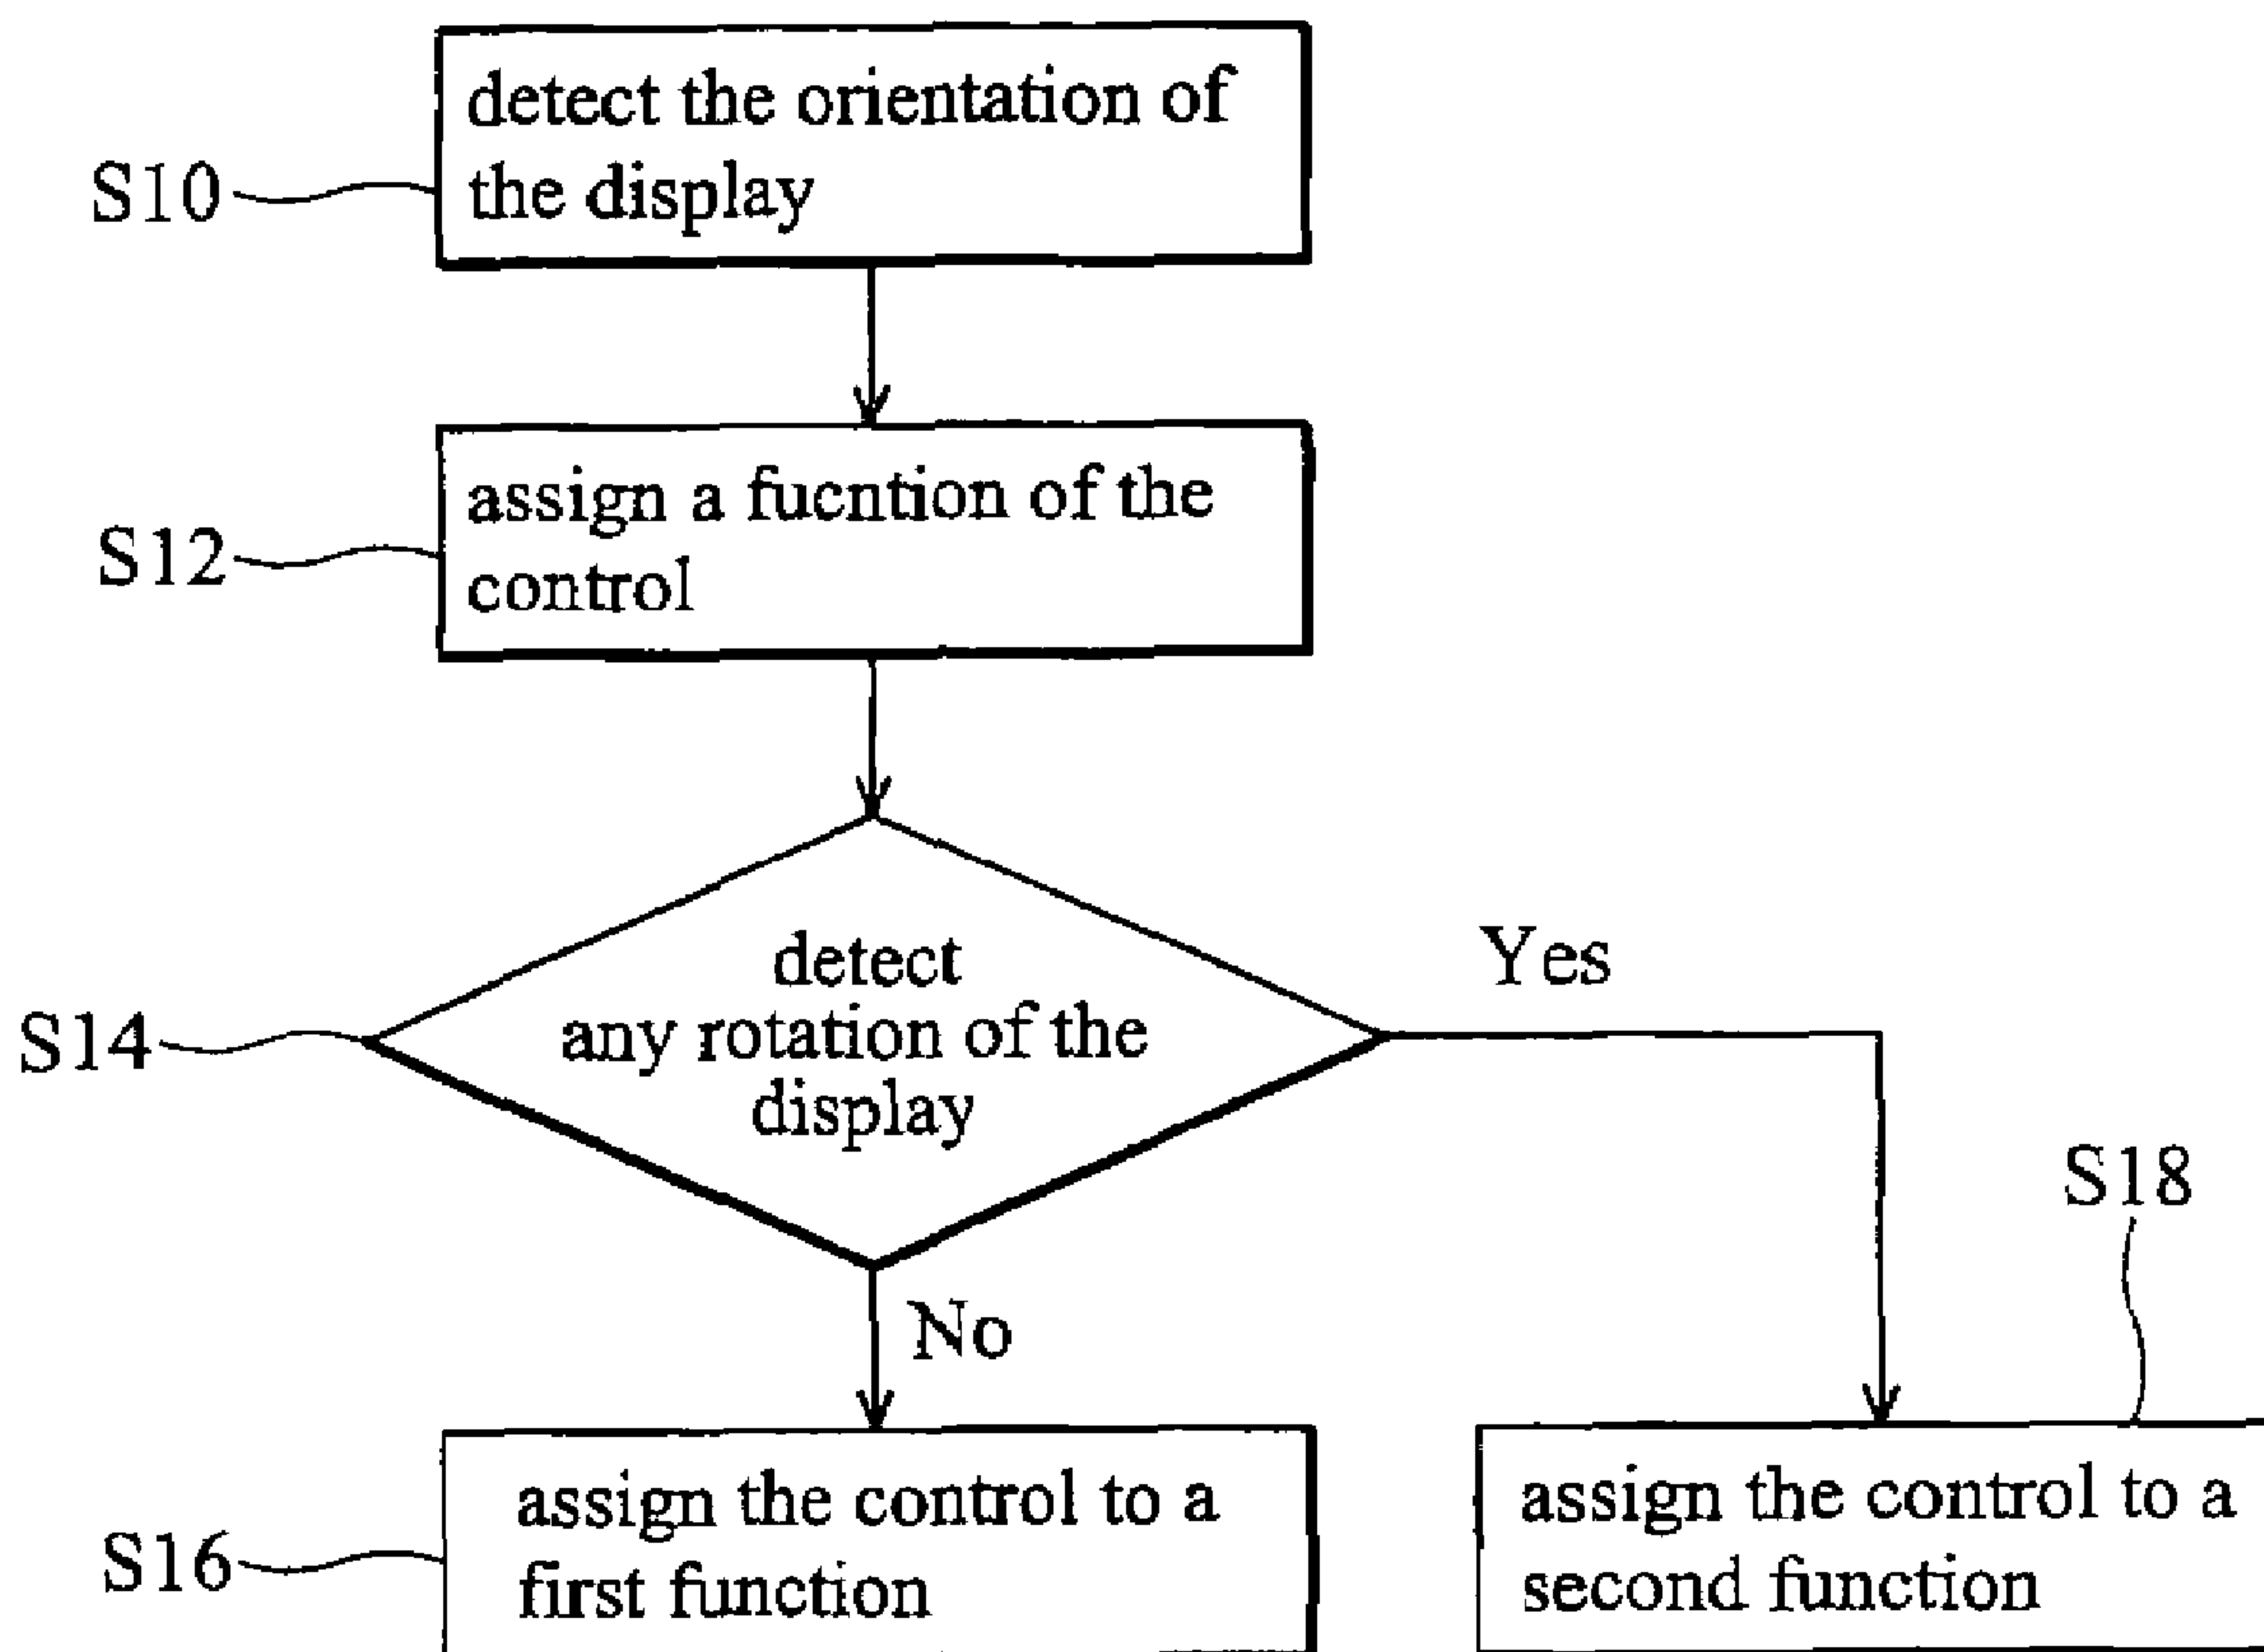 detect the orientation of
the display
S10
assign a fucntion of the
control
S12
detect
any rotation of the
display
S14
Yes
No
S18
assign the control to a
first function
S16
assign the control to a
second function